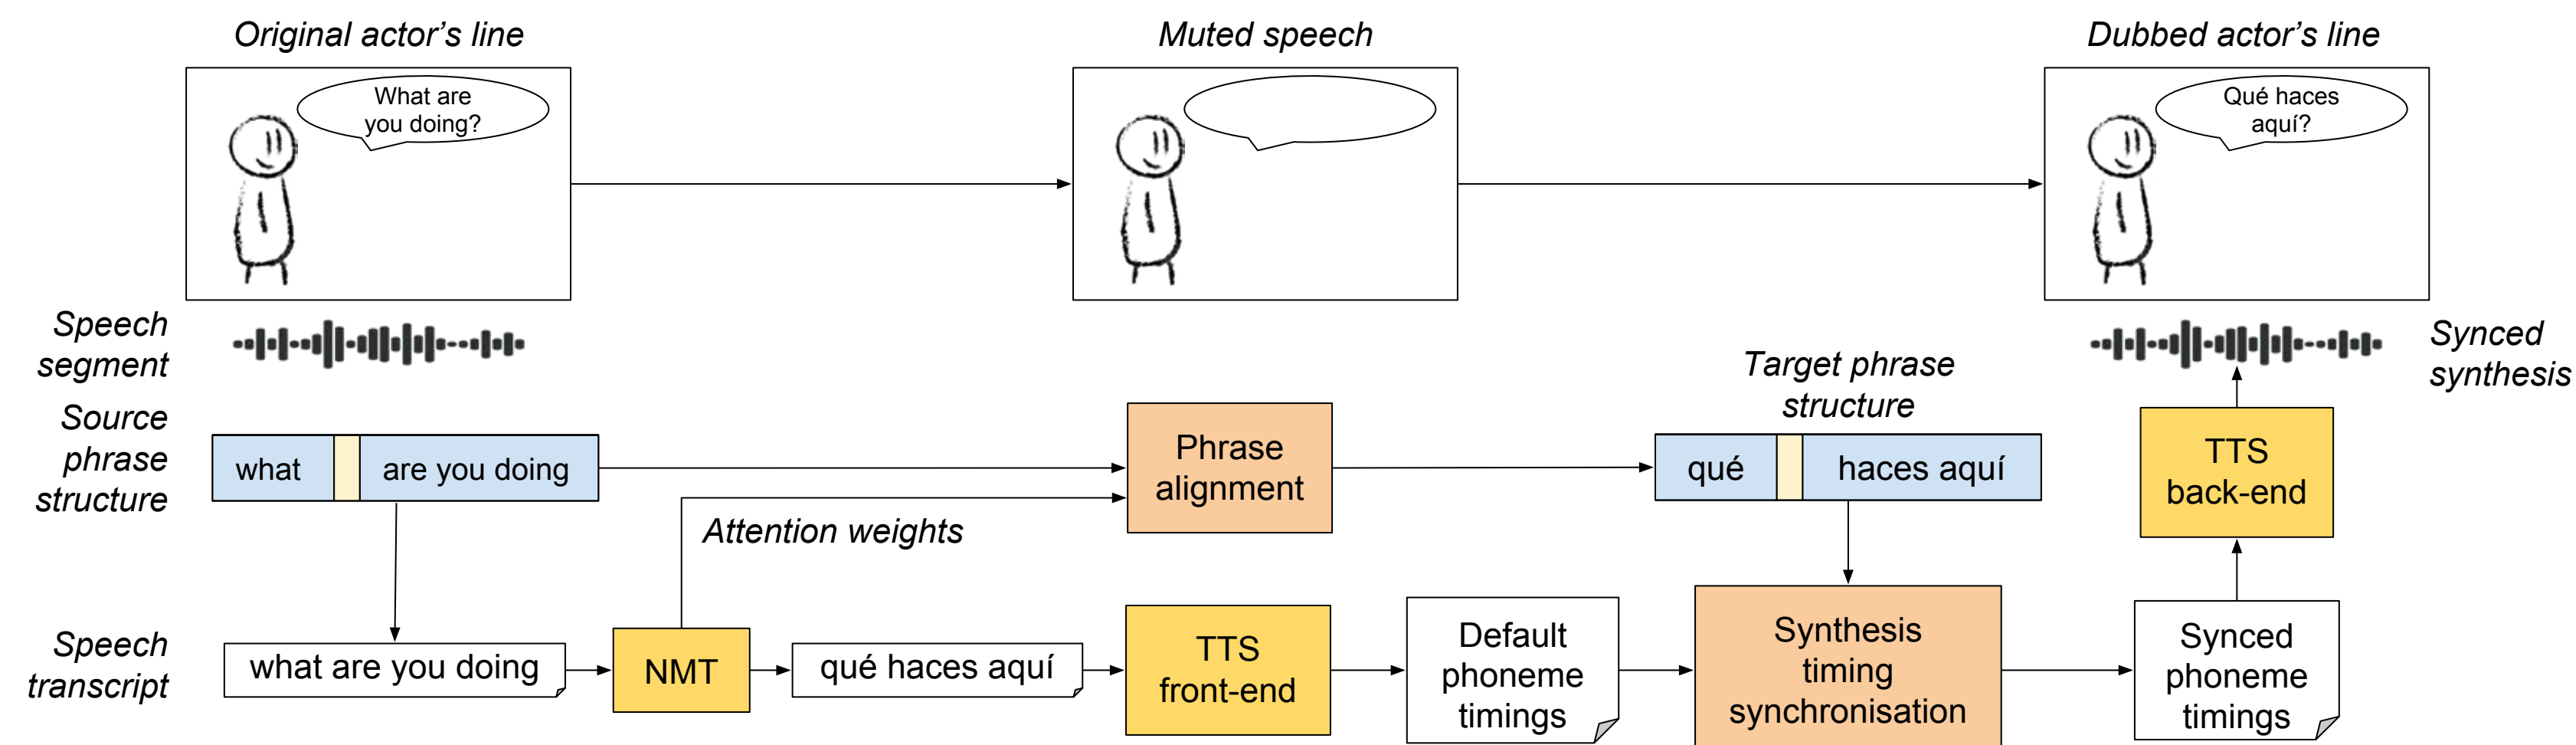 Original actor's line
Muted speech
Dubbed actor's line
What are
you doing?
Qué haces
aquí?
Speech
segment
Synced
synthesis
Target phrase
structure
Source
phrase
structure
what
are you doing
Phrase
alignment
qué
haces aquí
TTS
back-end
Attention weights
Speech
transcript
what are you doing
NMT
qué haces aquí
TTS
front-end
Default
phoneme
timings
Synthesis
timing
synchronisation
Synced
phoneme
timings